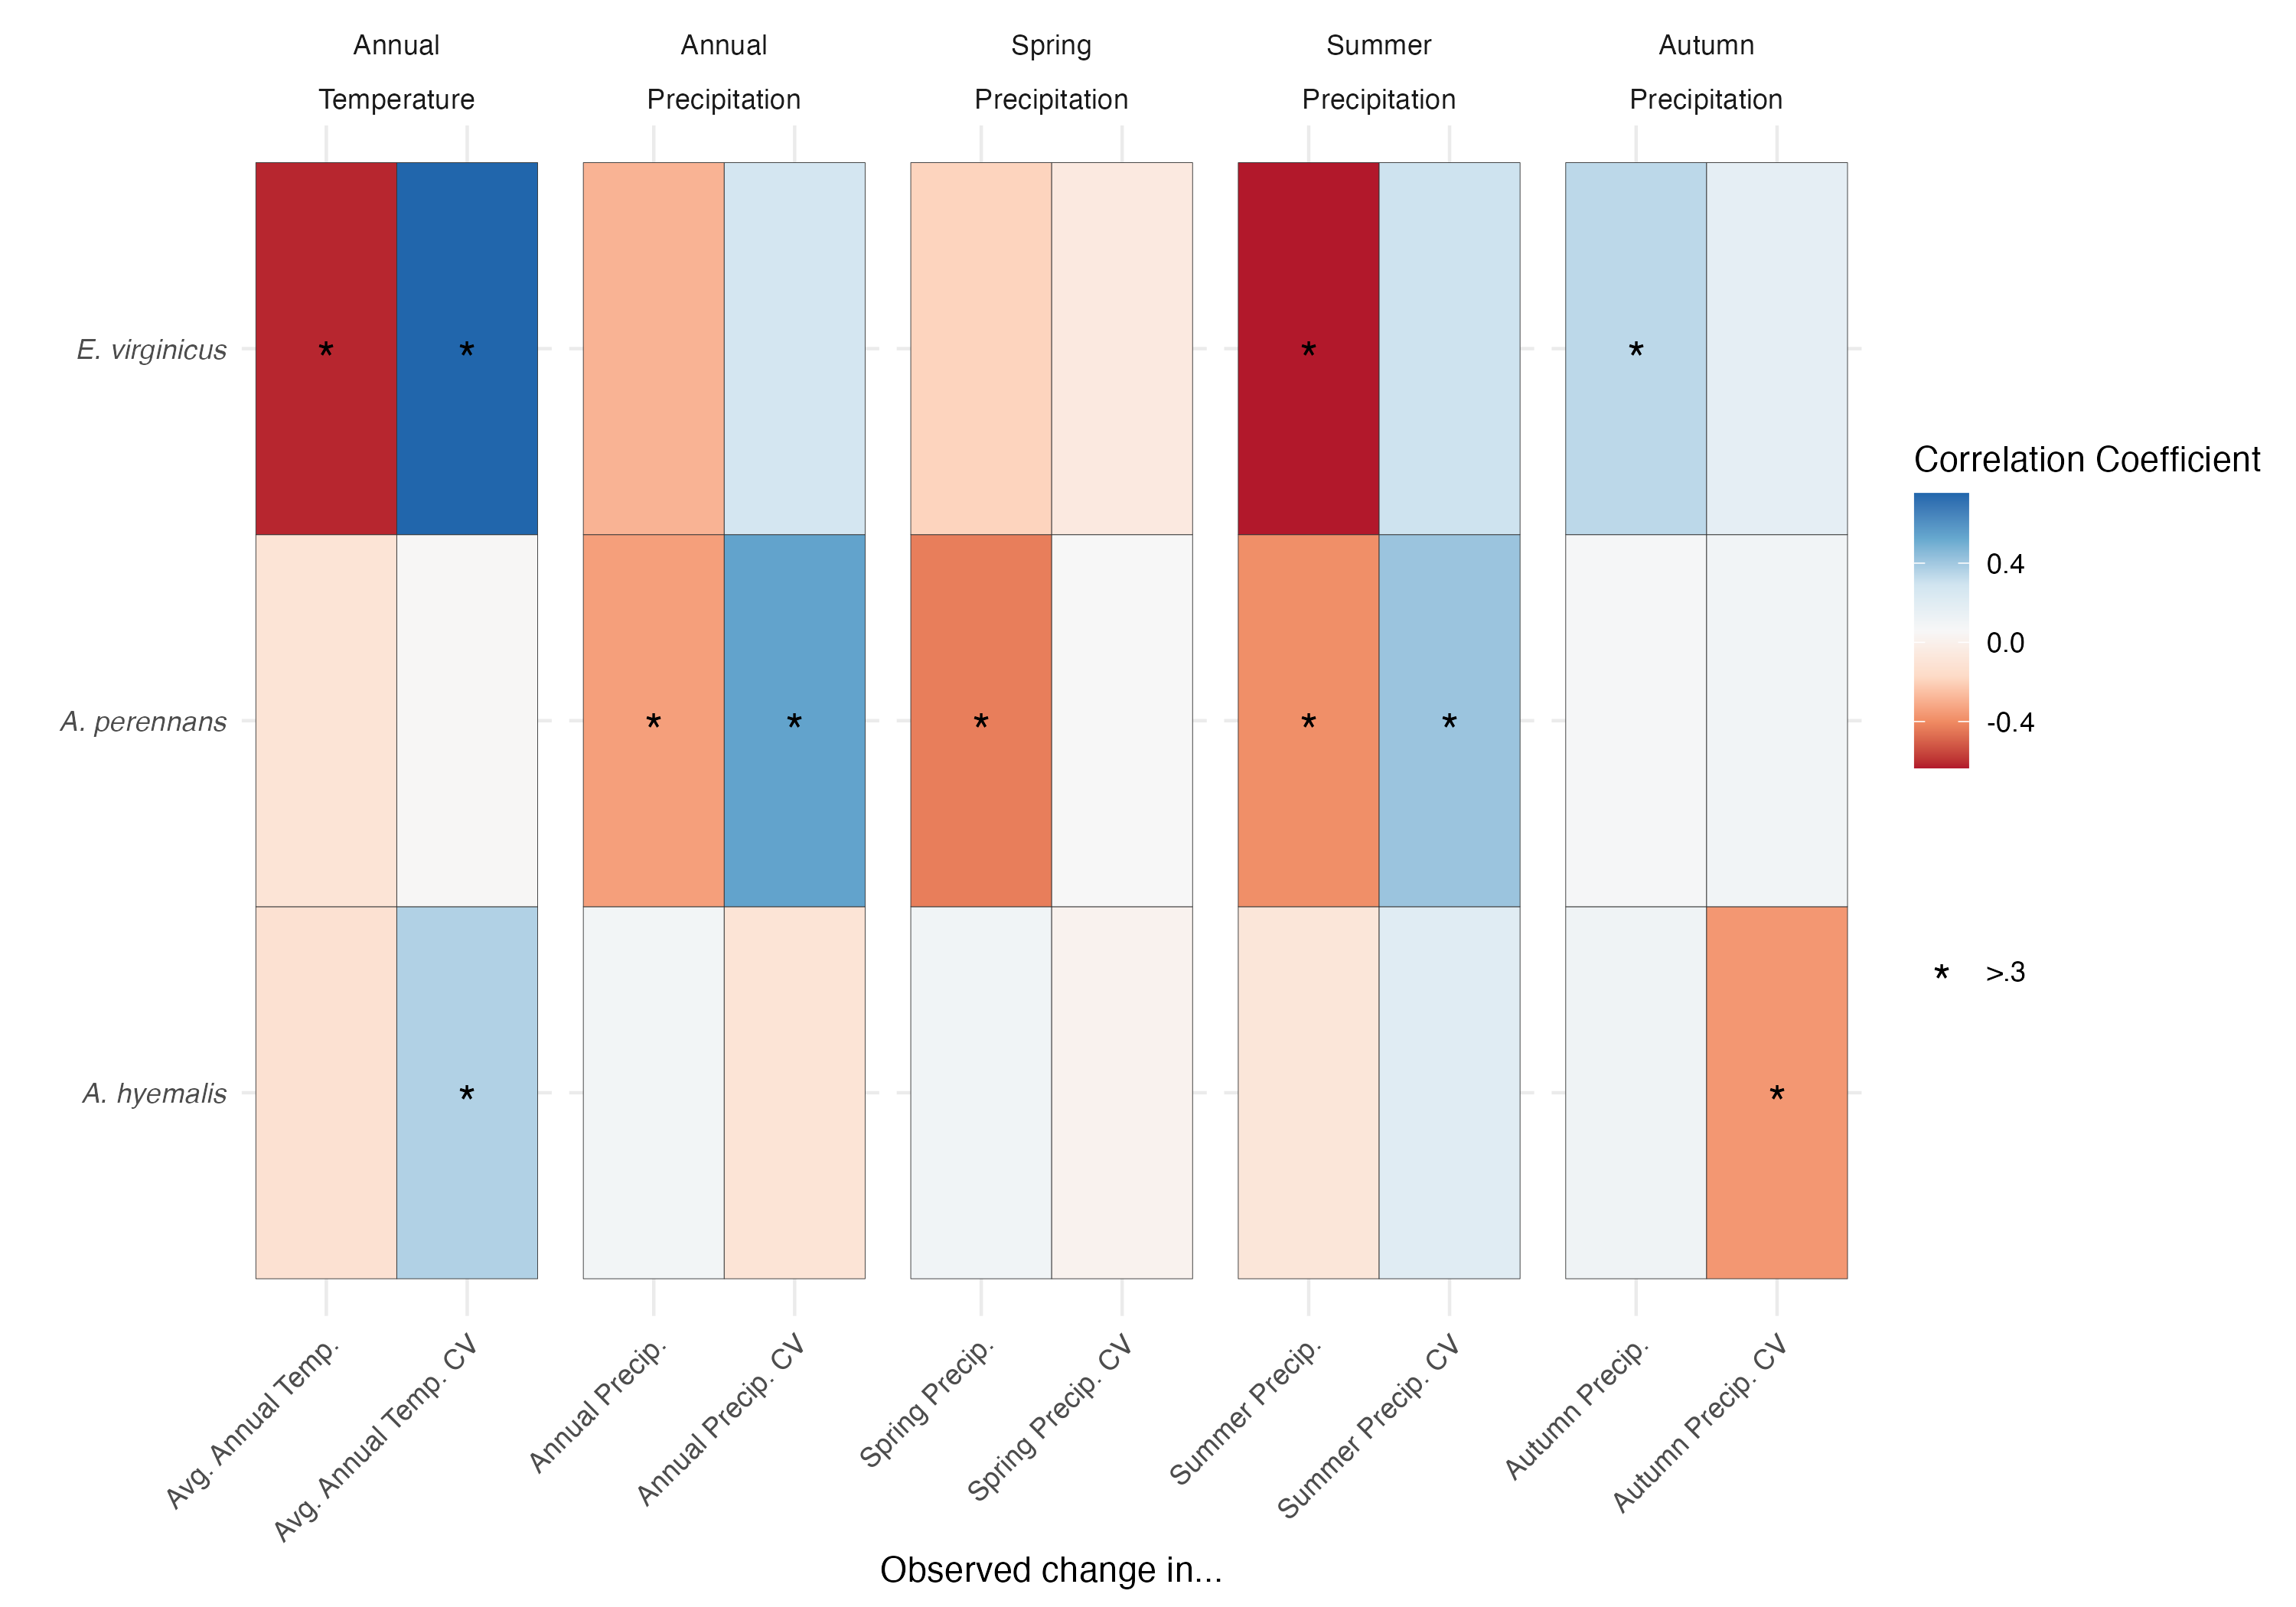 Annual
Temperature
Annual
Precipitation
Spring
Precipitation
Summer
Precipitation
Autumn
Precipitation
E. virginicus
* * * *
A. perennans
* * * * *
A. hyemalis
* *
Correlation Coefficient
0.4
0.0
-0.4
* >.3
Avg. Annual Temp.
Avg. Annual Temp. CV
Annual Precip.
Annual Precip. CV
Spring Precip.
Spring Precip. CV
Summer Precip.
Summer Precip. CV
Autumn Precip.
Autumn Precip. CV
Observed change in...